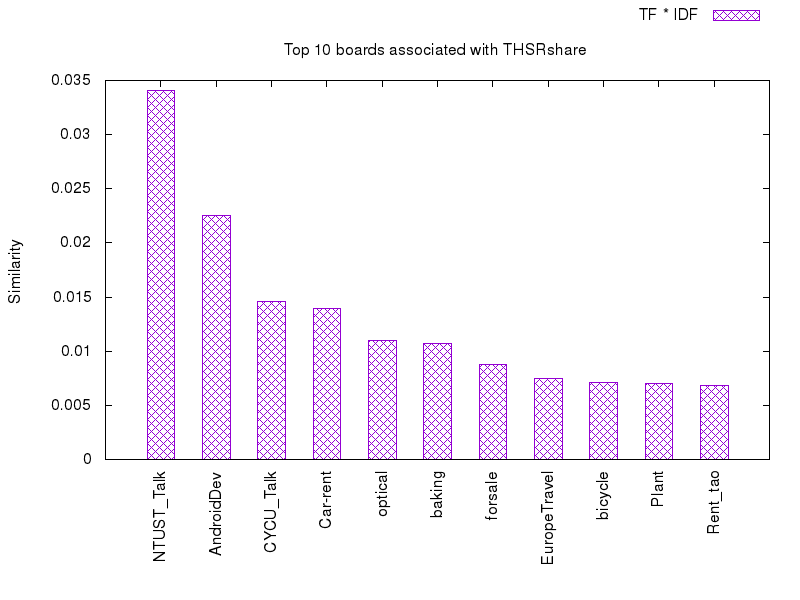 TF * IDF
Top 10 boards associated with THSRshare
0.035
0.03
0.025
0.02
0.015
0.01
0.005
0
Similarity
NTUST_Talk
AndroidDev
CYCU_Talk
Car-rent
optical
baking
forsale
EuropeTravel
bicycle
Plant
Rent_tao